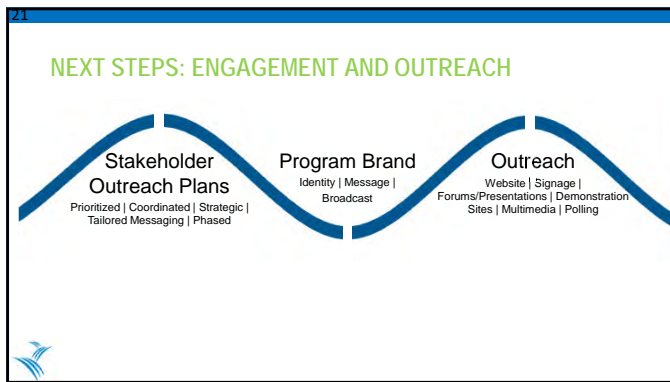 21
NEXT STEPS: ENGAGEMENT AND OUTREACH
Stakeholder
Outreach Plans
Prioritized | Coordinated | Strategic |
Tailored Messaging | Phased
Program Brand
Identity | Message |
Broadcast
Outreach
Website | Signage |
Forums/Presentations | Demonstration
Sites | Multimedia | Polling